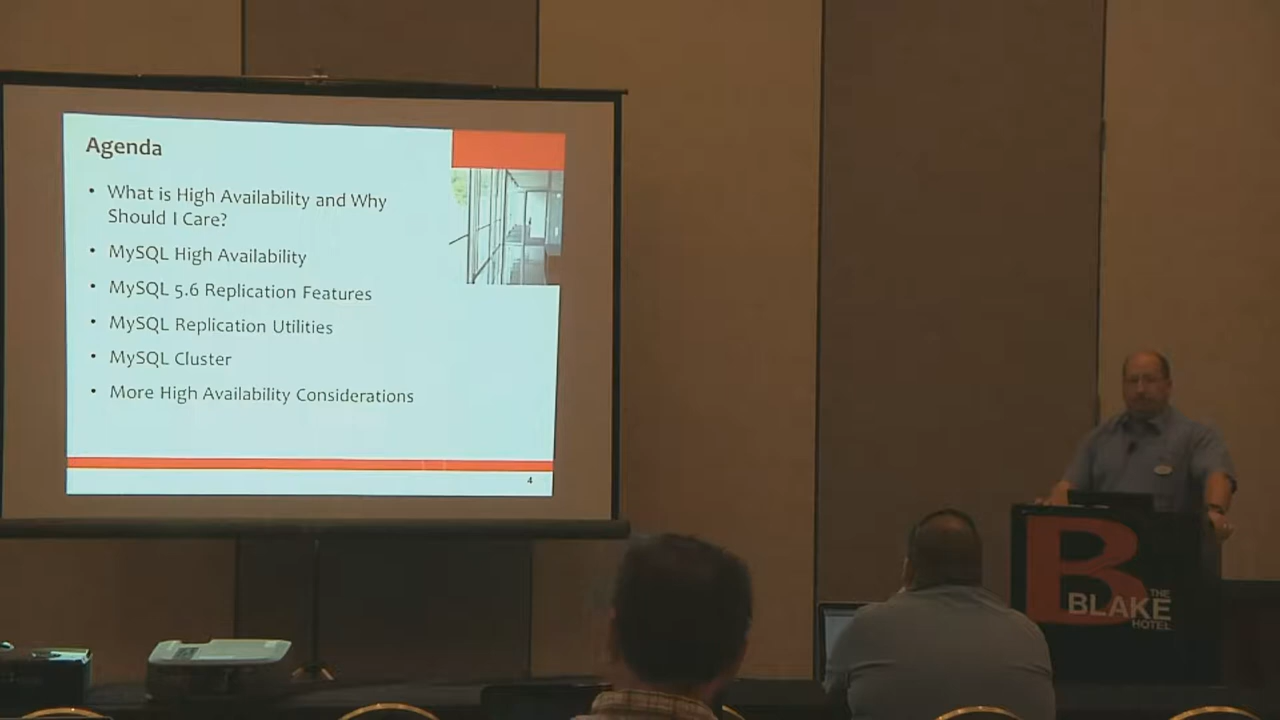 Agenda
• What is High Availability and Why
Should I Care?
• MySQL High Availability
• MySQL 5.6 Replication Features
• MySQL Replication Utilities
• MySQL Cluster
• More High Availability Considerations
4
B
THE
BLAKE
HOTEL